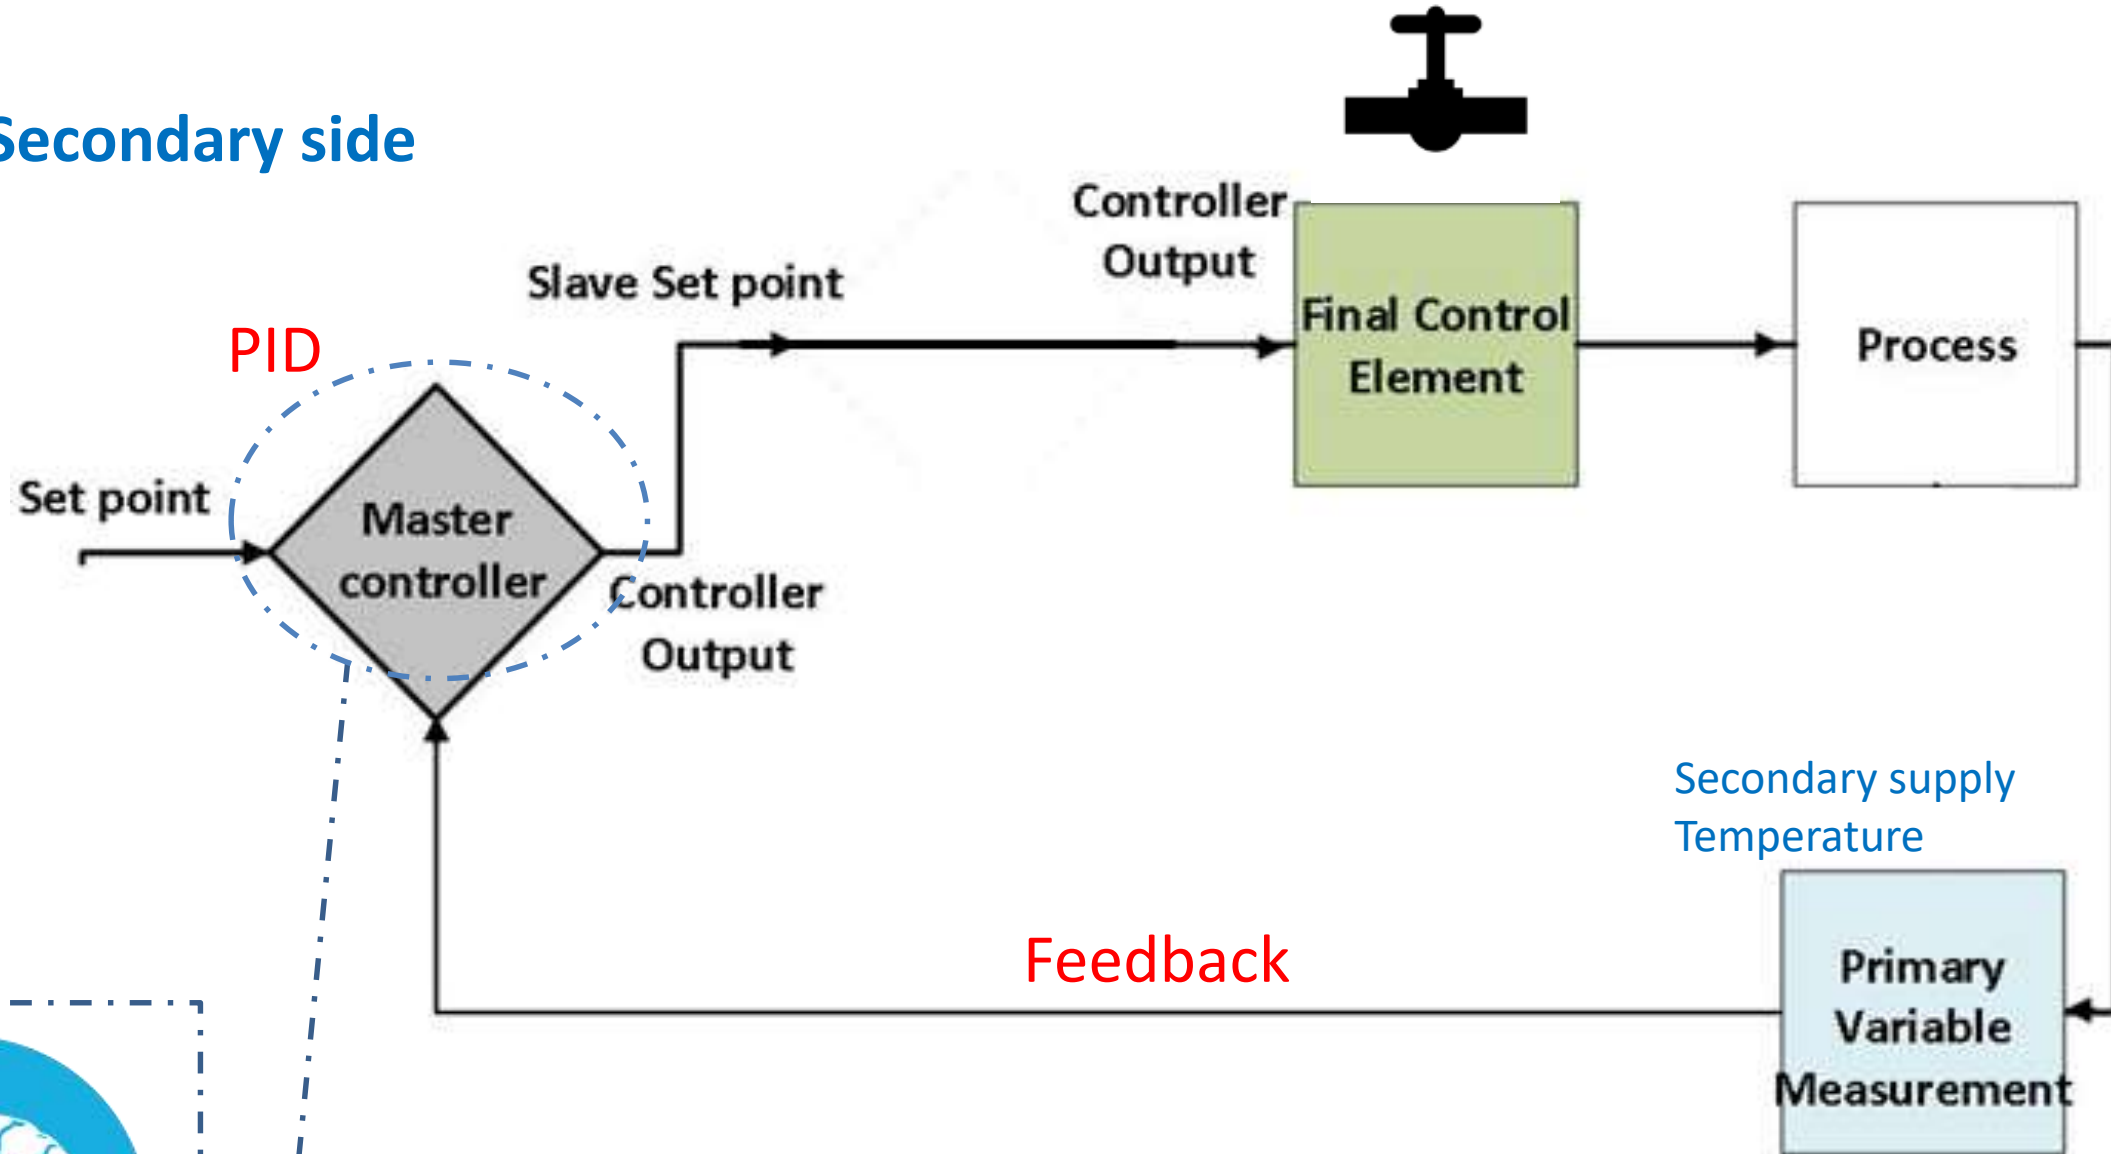 Secondary side
Controller
Output
Slave Set point
PID
Final Control
Element
Process
Set point
Master
controller
Controller
Output
Secondary supply
Temperature
Feedback
Primary
Variable
Measurement